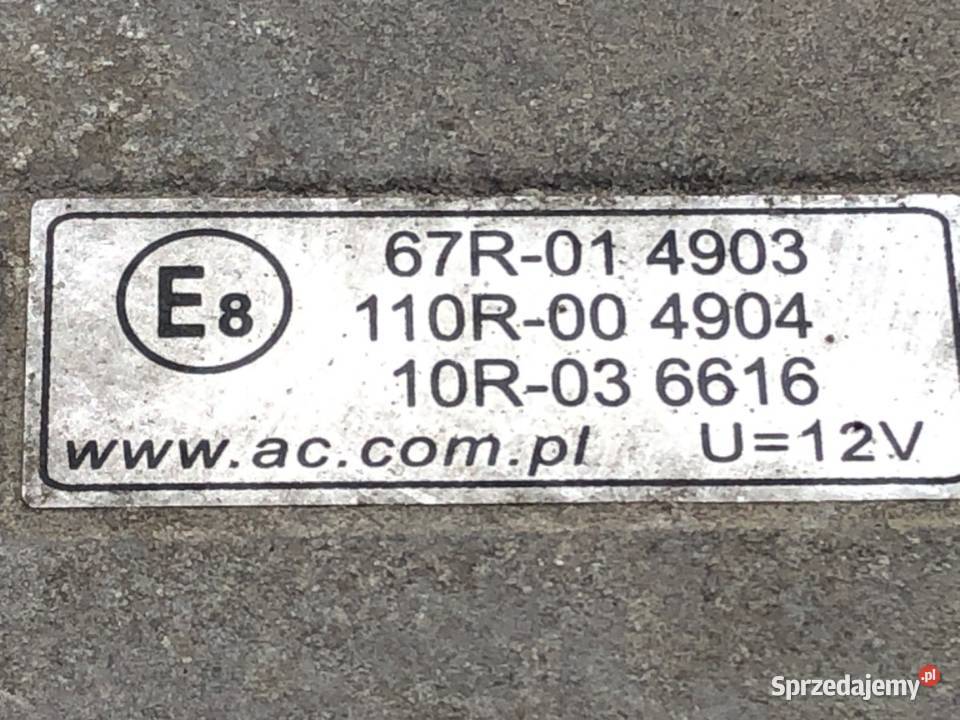 E8
67R-01 4903
110R-00 4904
10R-03 6616
www.ac.com.pl U=12V
Sprzedajemy.pl